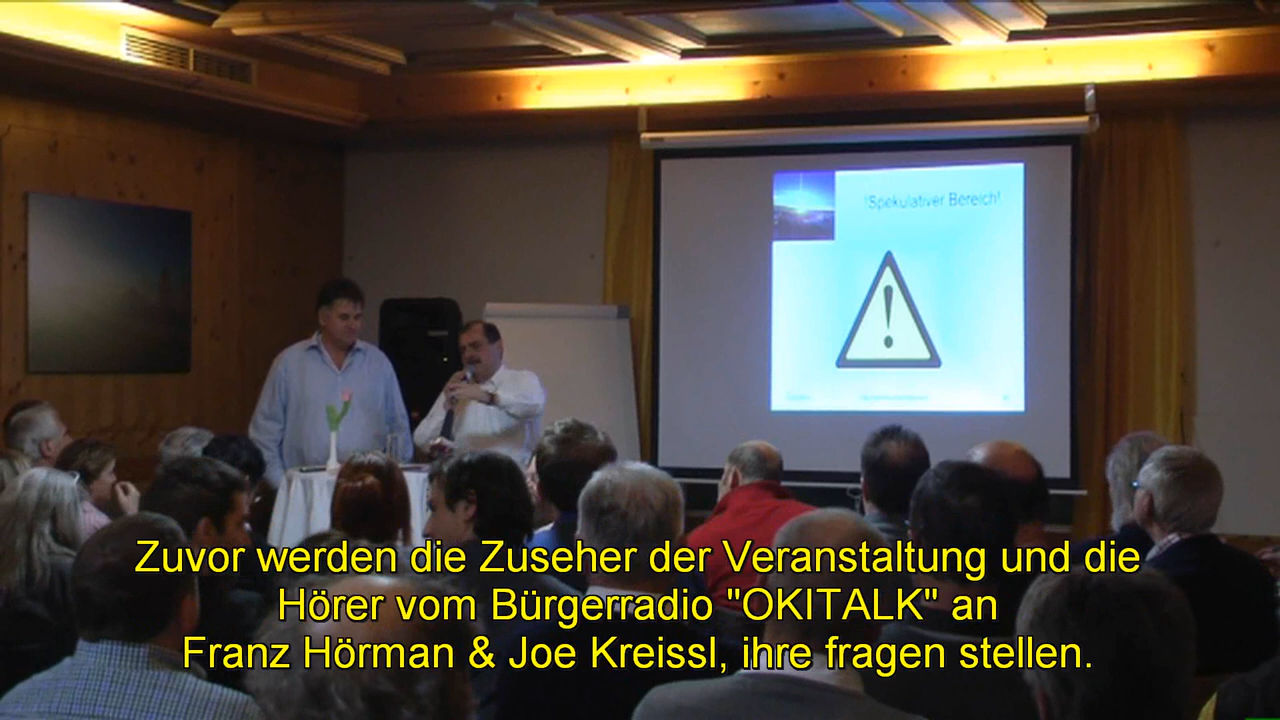 !Spekulativer Bereich!
Zuvor werden die Zuseher der Veranstaltung und die
Hörer vom Bürgerradio "OKITALK" an
Franz Hörman & Joe Kreissl, ihre fragen stellen.